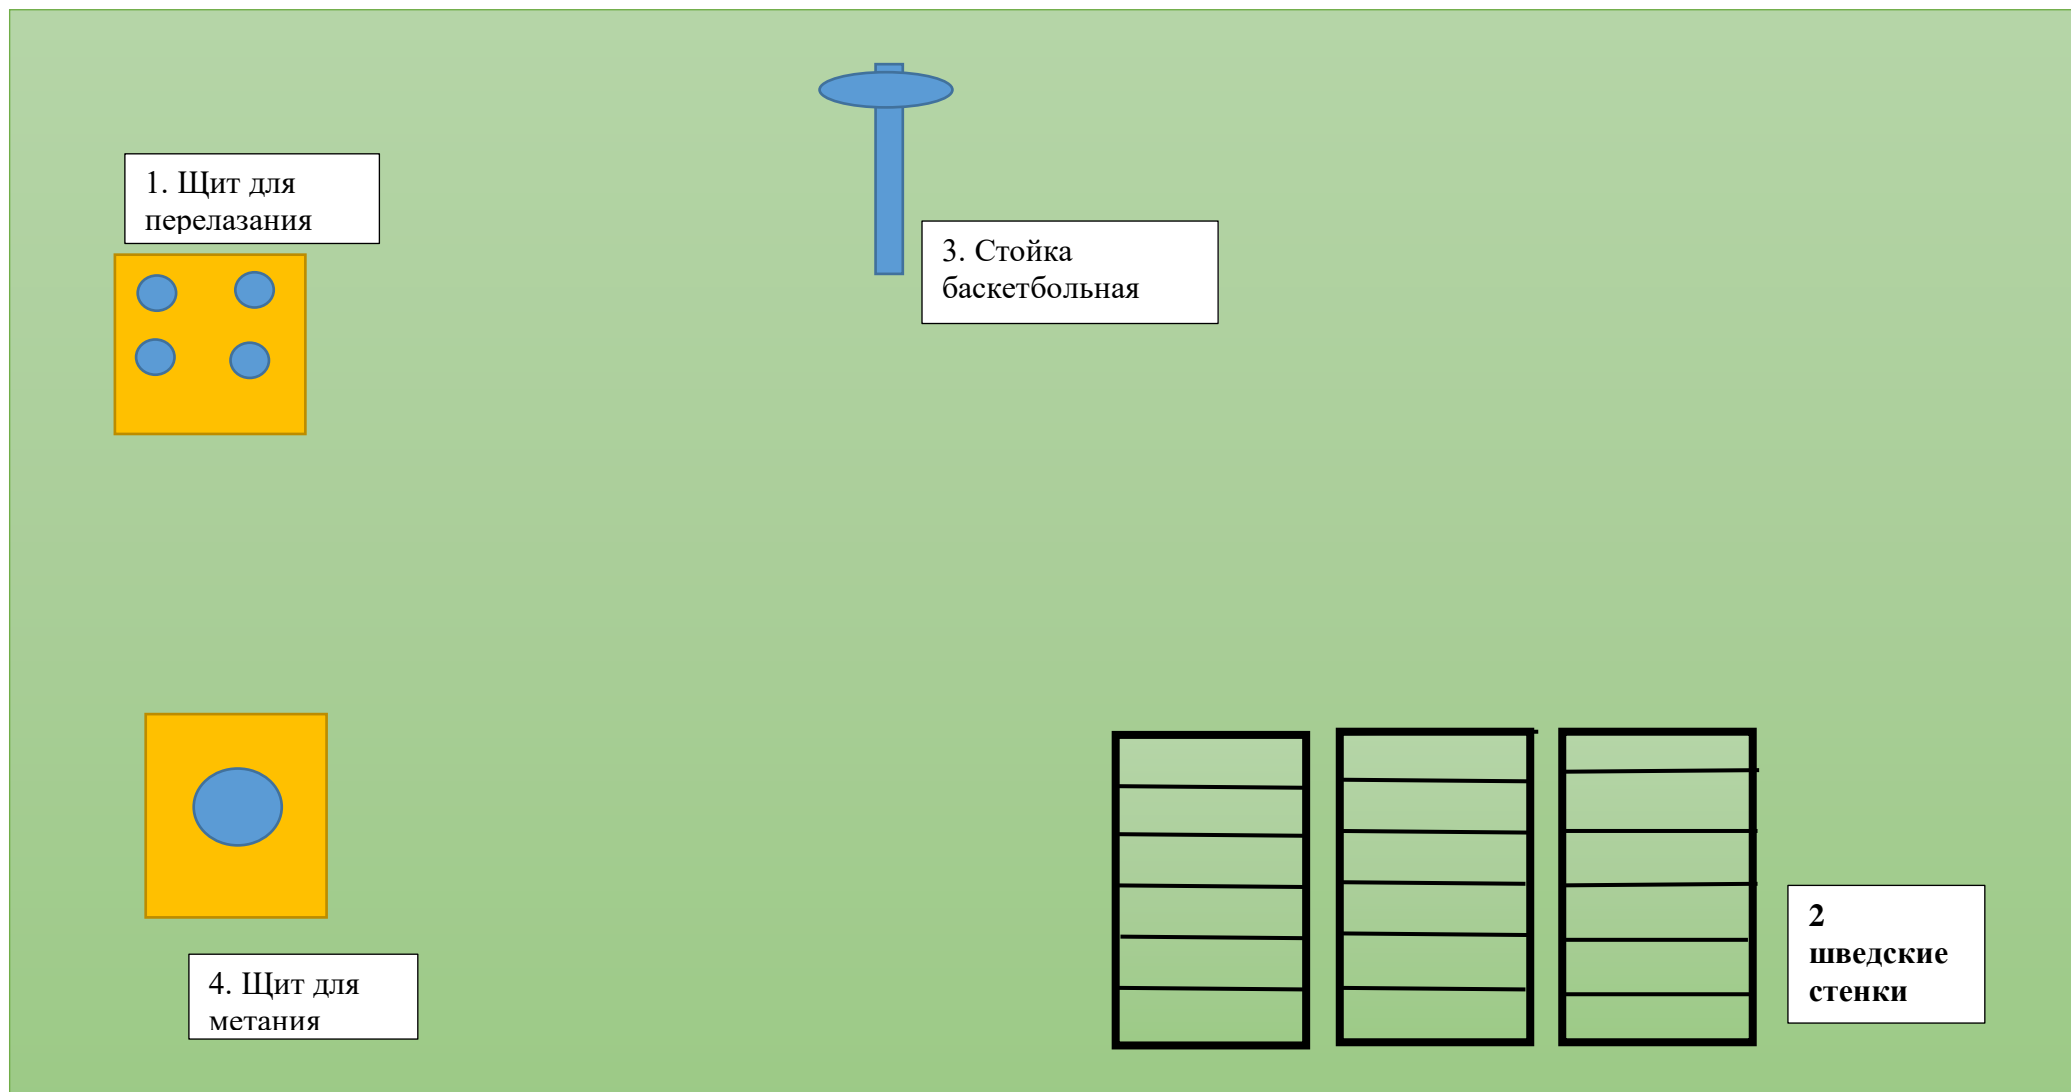 1. Щит для
перелазания
3. Стойка
баскетбольная
4. Щит для
метания
2
шведские
стенки